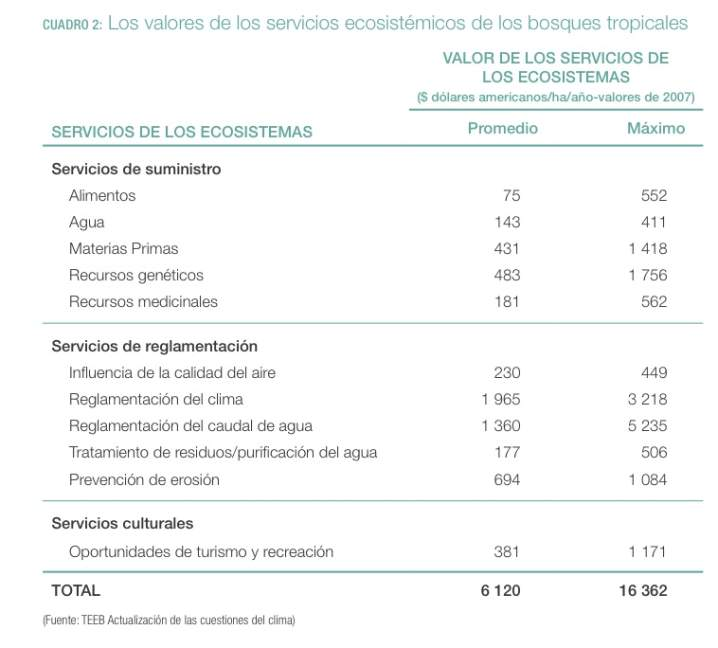 CUADRO 2: Los valores de los servicios ecosistémicos de los bosques tropicales
VALOR DE LOS SERVICIOS DE
LOS ECOSISTEMAS
($ dólares americanos/ha/año-valores de 2007)
SERVICIOS DE LOS ECOSISTEMAS Promedio Máximo
Servicios de suministro
Alimentos 75 552
Agua 143 411
Materias Primas 431 1 418
Recursos genéticos 483 1 756
Recursos medicinales 181 562
Servicios de reglamentación
Influencia de la calidad del aire 230 449
Reglamentación del clima 1 965 3 218
Reglamentación del caudal de agua 1 360 5 235
Tratamiento de residuos/purificación del agua 177 506
Prevención de erosión 694 1 084
Servicios culturales
Oportunidades de turismo y recreación 381 1 171
TOTAL 6 120 16 362
(Fuente: TEEB Actualización de las cuestiones del clima)